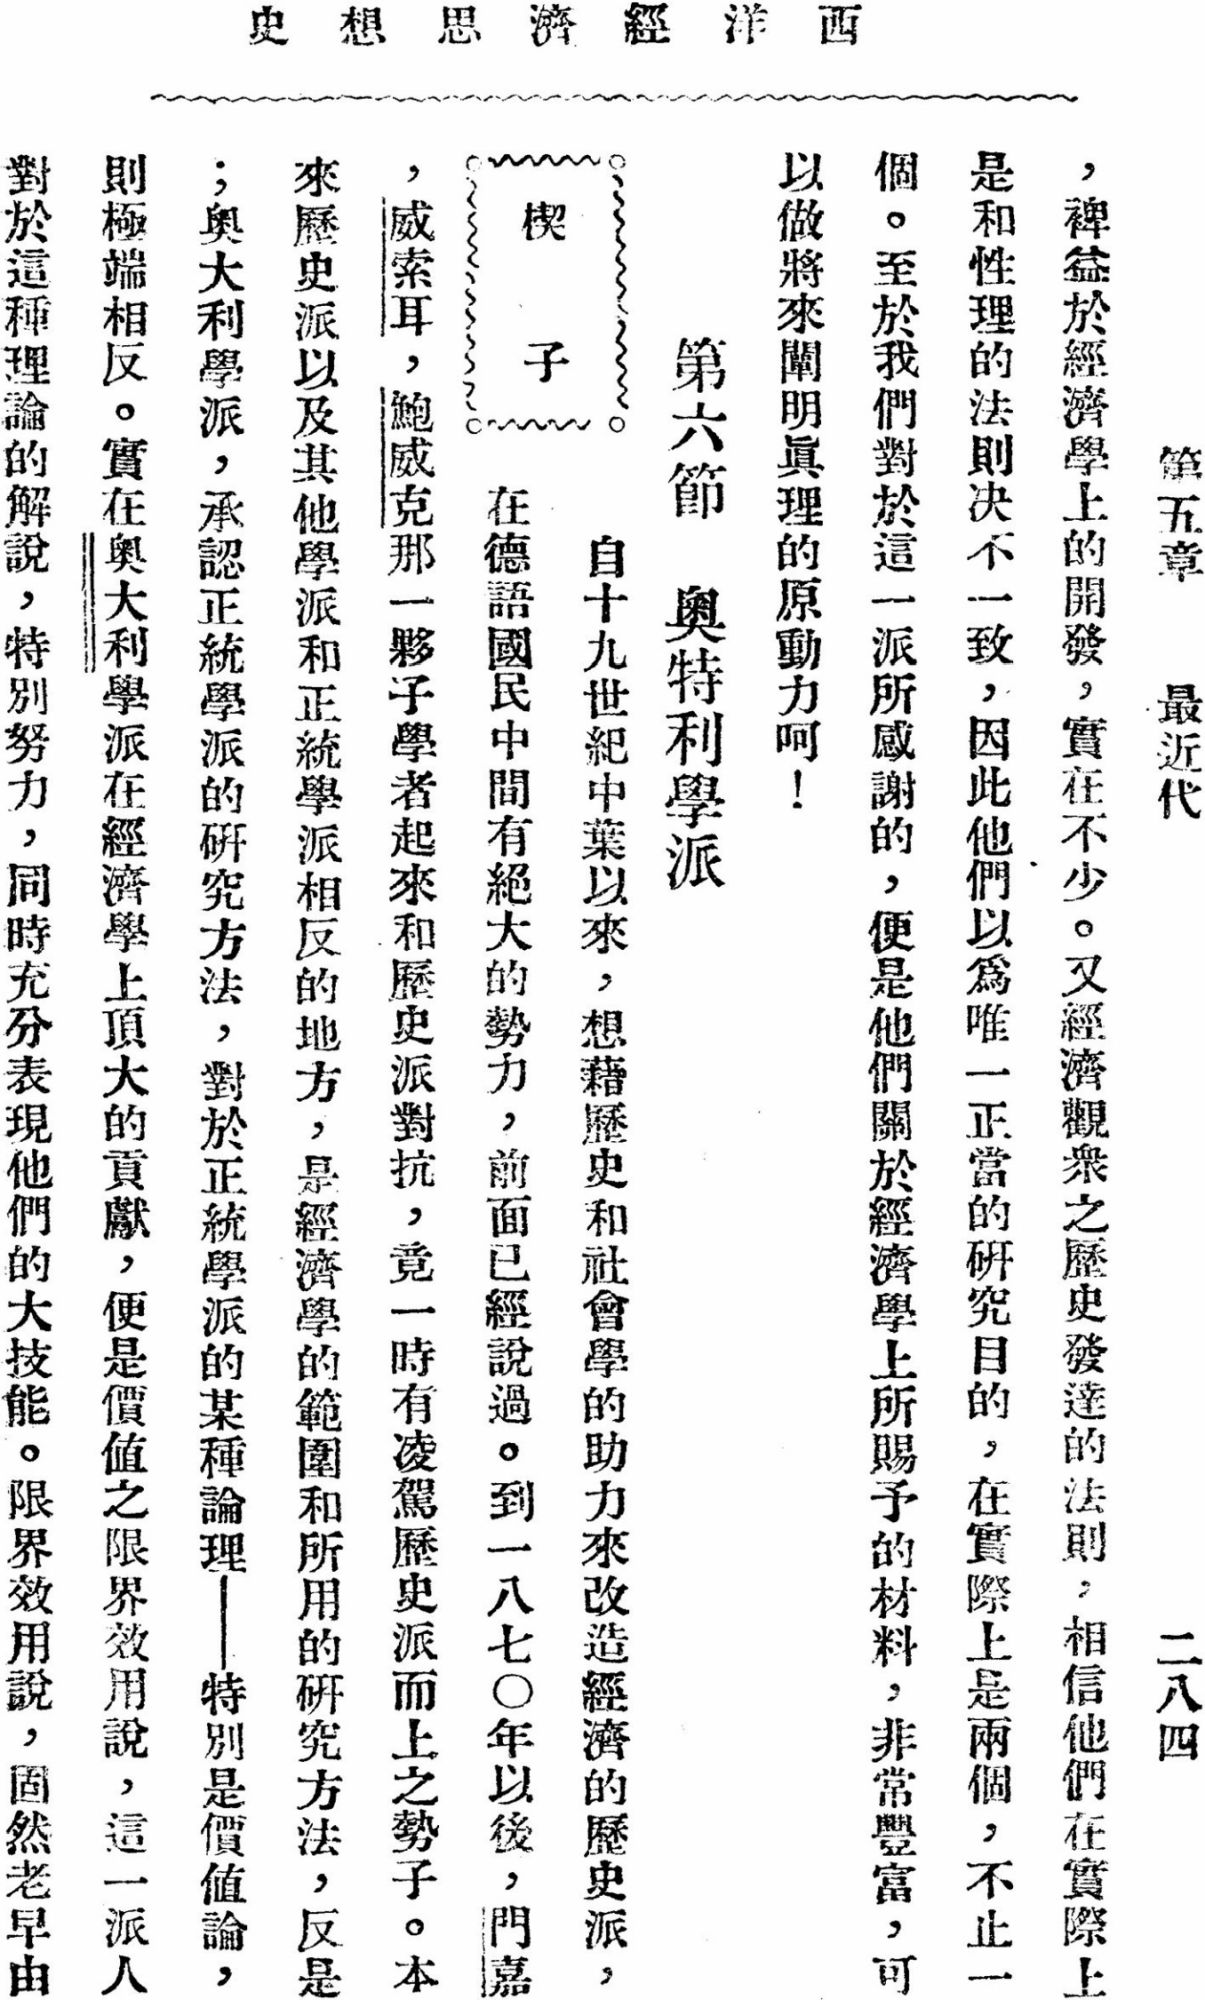 西洋經濟思想史
第五章 最近代 二八四
，裨益於經濟學上的開發，實在不少。又經濟觀衆之歷史發達的法則，相信他們在實際上
是和性理的法則决不一致，因此他們以爲唯一正當的研究目的，在實際上是兩個，不止一
個。至於我們對於這一派所感謝的，便是他們關於經濟學上所賜予的材料，非常豐富，可
以做將來闡明眞理的原動力呵！
第六節 奧特利學派
楔子
自十九世紀中葉以來，想藉歷史和社會學的助力來改造經濟的歷史派，
在德語國民中間有絕大的勢力，前面已經說過。到一八七〇年以後，門嘉
，威索耳，鮑威克那一夥子學者起來和歷史派對抗，竟一時有凌駕歷史派而上之勢子。本
來歷史派以及其他學派和正統學派相反的地方，是經濟學的範圍和所用的研究方法，反是
；奧大利學派，承認正統學派的研究方法，對於正統學派的某種論理——特別是價值論，
則極端相反。實在奧大利學派在經濟學上頂大的貢獻，便是價值之限界效用說，這一派人
對於這種理論的解說，特別努力，同時充分表現他們的大技能。限界效用說，固然老早由